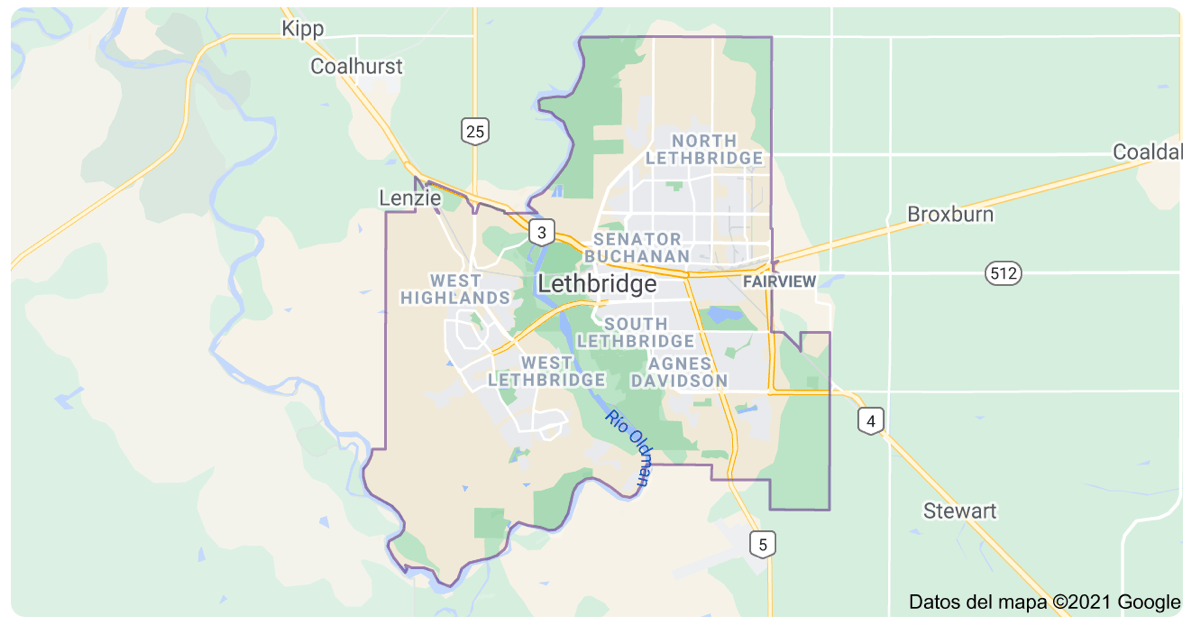 Kipp
Coalhurst
25
NORTH
LETHBRIDGE
Coaldal
Lenzie
Broxburn
3
SENATOR
BUCHANAN
512
WEST
HIGHLANDS
Lethbridge
FAIRVIEW
SOUTH
LETHBRIDGE
WEST
LETHBRIDGE
AGNES
DAVIDSON
Río Oldman
4
Stewart
5
Datos del mapa ©2021 Google